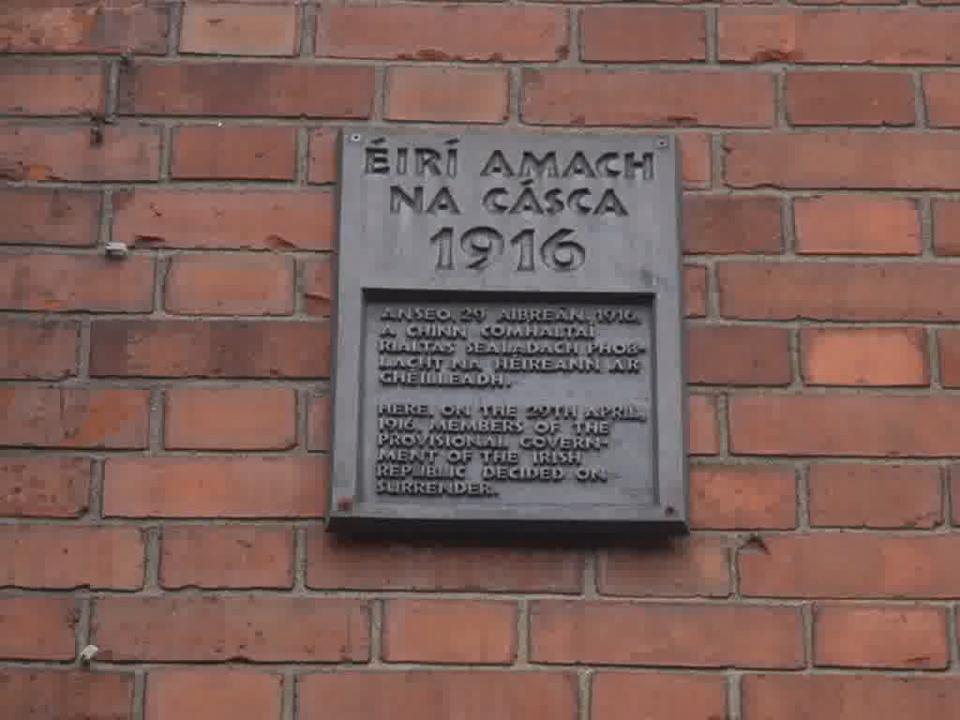 ÉIRÍ AMACH
NA CÁSCA
1916
ANSEO, 29 AIBREÁN, 1916,
A CHINN COMHALTAÍ
RIALTAS SEALADACH PHOB-
LACHT NA HÉIREANN AR
GHÉILLEADH.
HERE, ON THE 29TH APRIL,
1916, MEMBERS OF THE
PROVISIONAL GOVERN-
MENT OF THE IRISH
REPUBLIC DECIDED ON
SURRENDER.